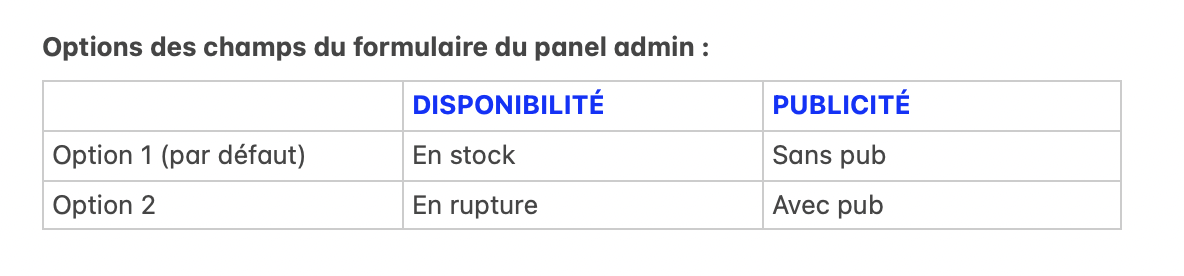 Options des champs du formulaire du panel admin :
DISPONIBILITÉ PUBLICITÉ
Option 1 (par défaut) En stock Sans pub
Option 2 En rupture Avec pub